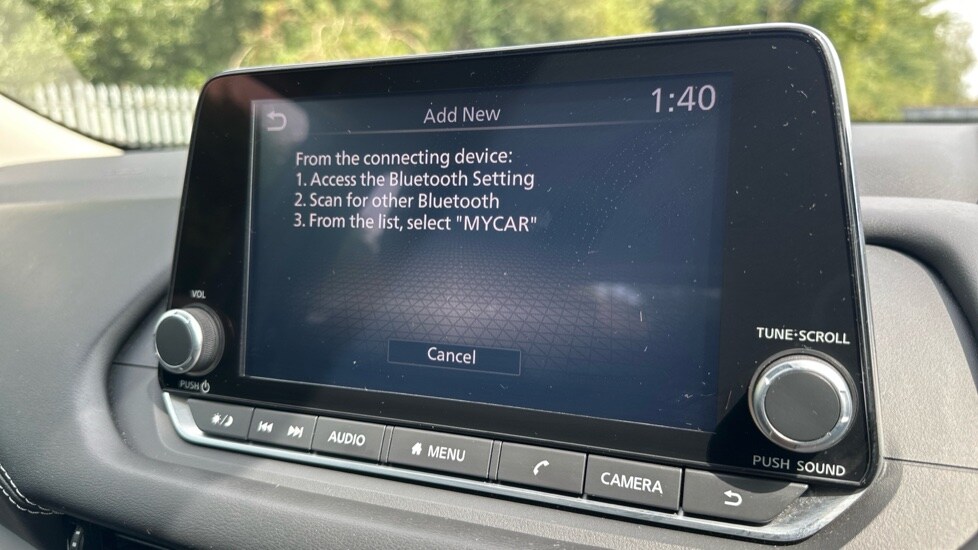 Add New
1:40
From the connecting device:
1. Access the Bluetooth Setting
2. Scan for other Bluetooth
3. From the list, select "MYCAR"
Cancel
VOL
PUSH
TUNE·SCROLL
PUSH SOUND
AUDIO
MENU
CAMERA